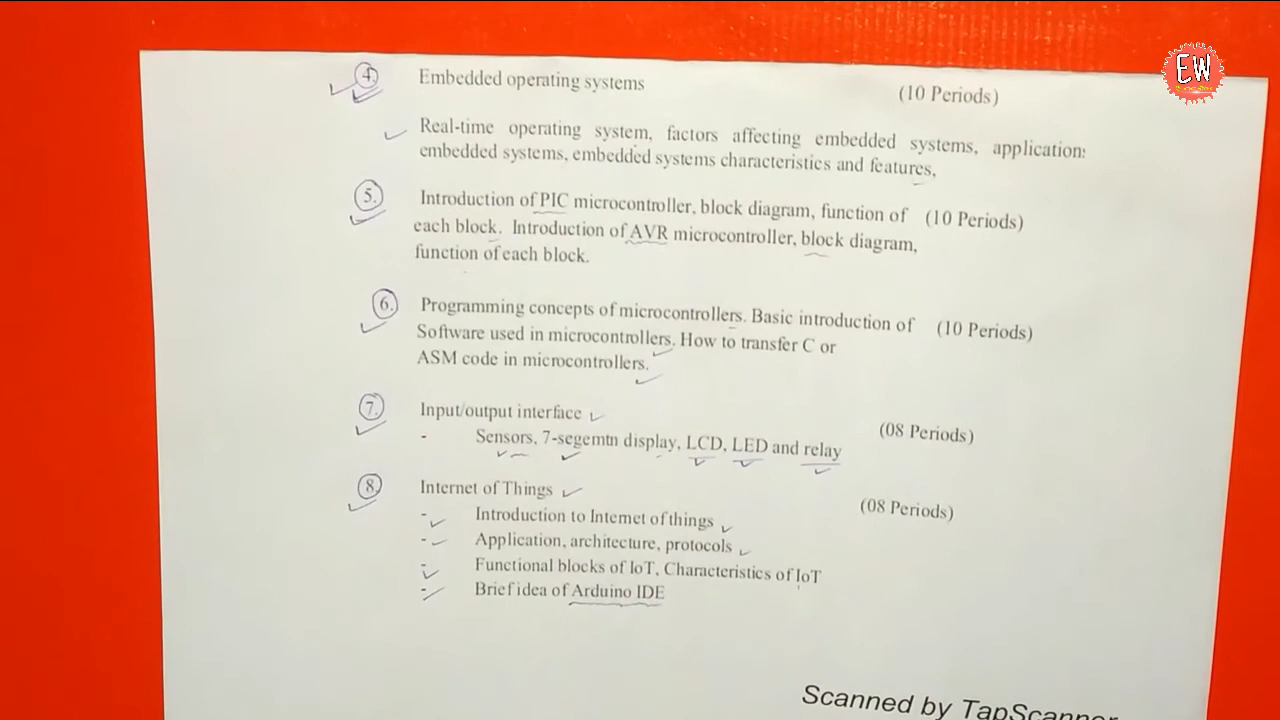 EW
4. Embedded operating systems (10 Periods)
Real-time operating system, factors affecting embedded systems, application:
embedded systems, embedded systems characteristics and features,
5. Introduction of PIC microcontroller, block diagram, function of (10 Periods)
each block. Introduction of AVR microcontroller, block diagram,
function of each block.
6. Programming concepts of microcontrollers. Basic introduction of (10 Periods)
Software used in microcontrollers. How to transfer C or
ASM code in microcontrollers.
7. Input/output interface (08 Periods)
- Sensors, 7-segemtn display, LCD, LED and relay
8. Internet of Things (08 Periods)
- Introduction to Internet of things
- Application, architecture, protocols
- Functional blocks of IoT, Characteristics of IoT
- Brief idea of Arduino IDE
Scanned by TapScanner